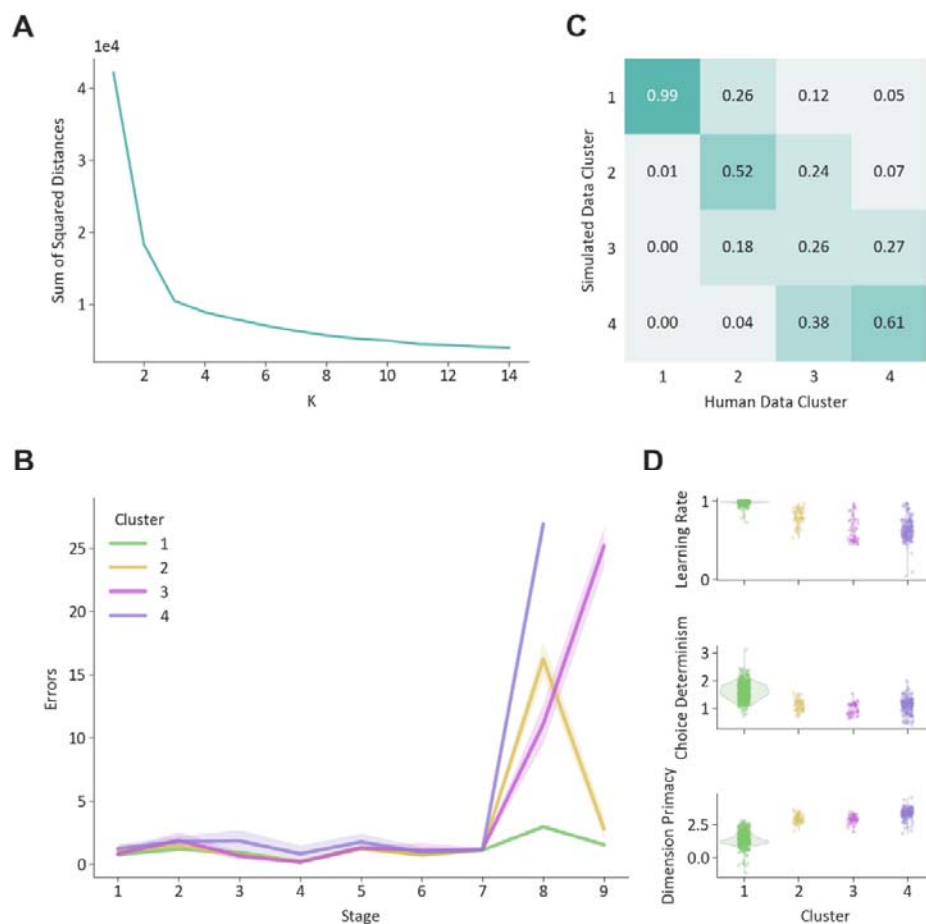 A
1e4
4
3
2
1
Sum of Squared Distances
2 4 6 8 10 12 14
K
C
1 0.99 0.26 0.12 0.05
2 0.01 0.52 0.24 0.07
3 0.00 0.18 0.26 0.27
4 0.00 0.04 0.38 0.61
1 2 3 4
Simulated Data Cluster
Human Data Cluster
B
Cluster
1
2
3
4
25
20
15
10
5
0
Errors
1 2 3 4 5 6 7 8 9
Stage
D
1
0
Learning Rate
3
2
1
Choice Determinism
2.5
0.0
Dimension Primacy
1 2 3 4
Cluster